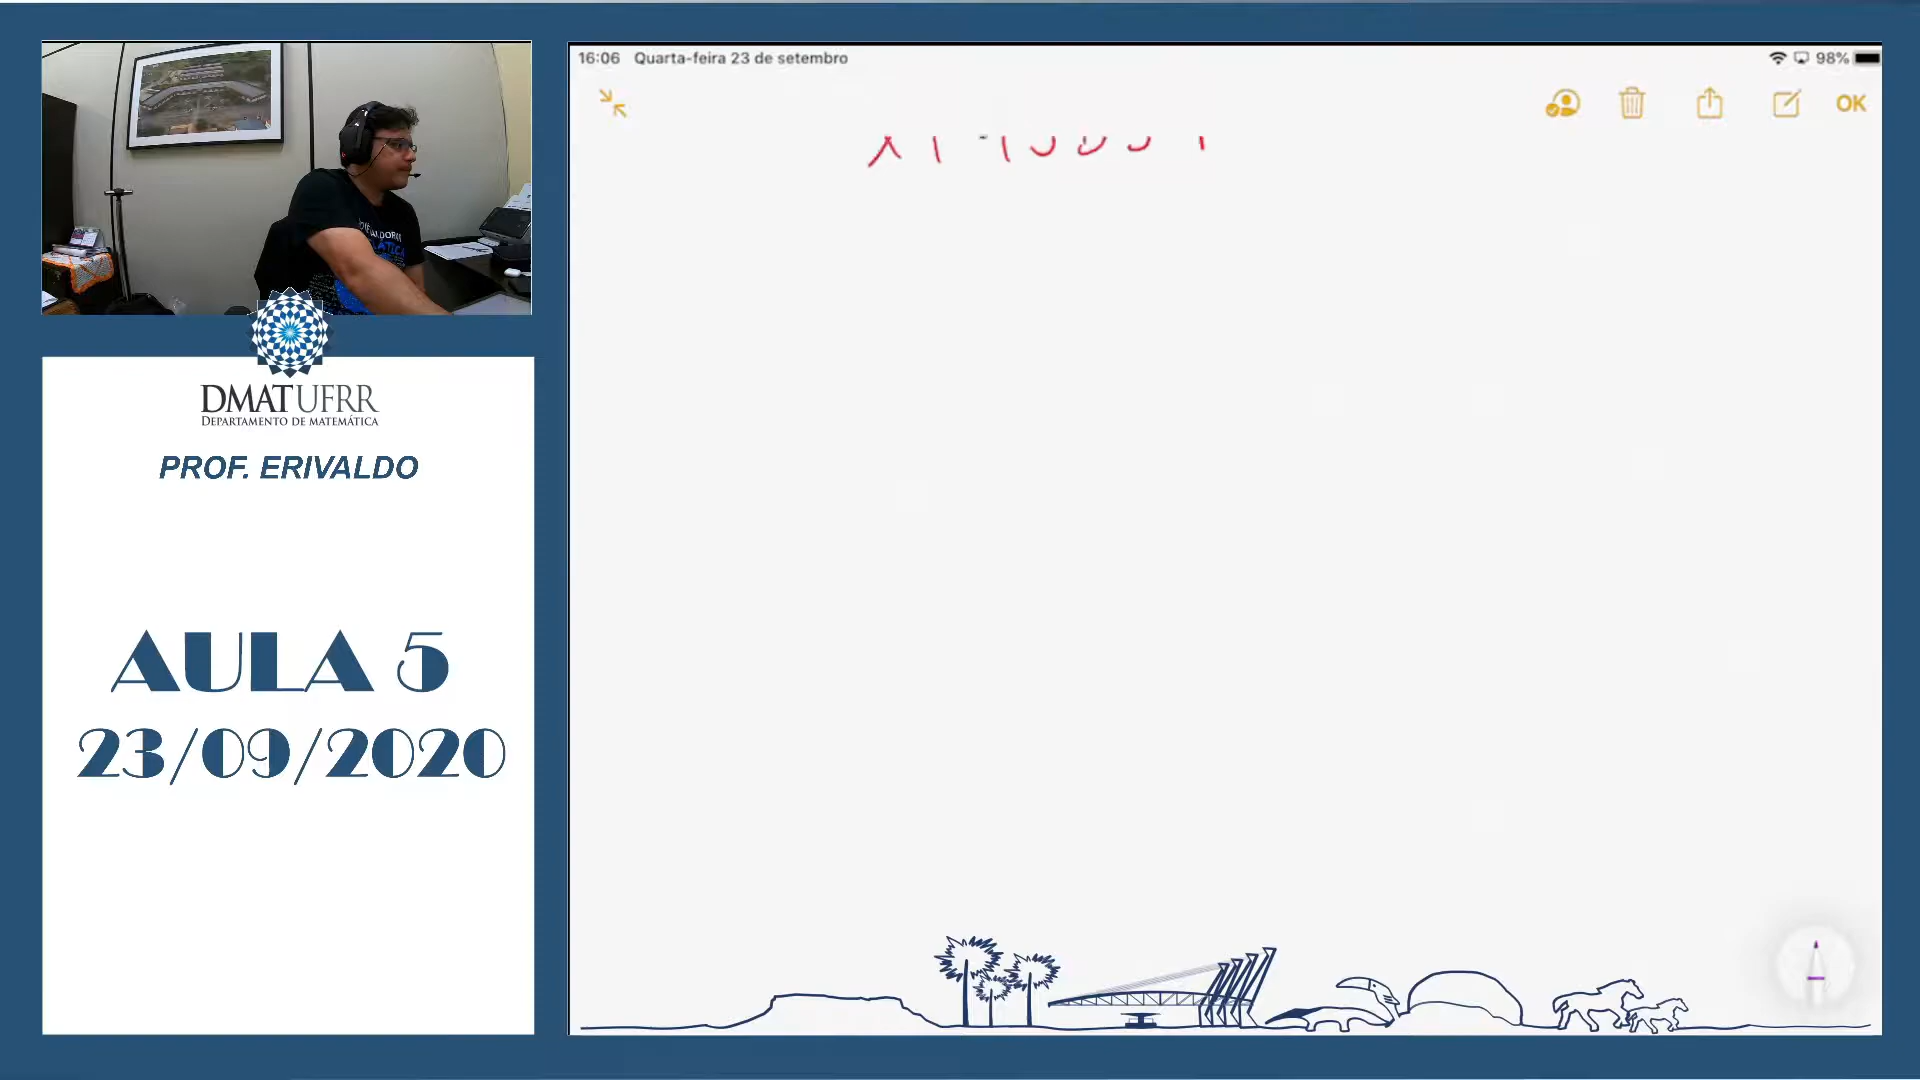 16:06 Quarta-feira 23 de setembro
98%
OK
DMATUFRR
DEPARTAMENTO DE MATEMÁTICA
PROF. ERIVALDO
AULA 5
23/09/2020